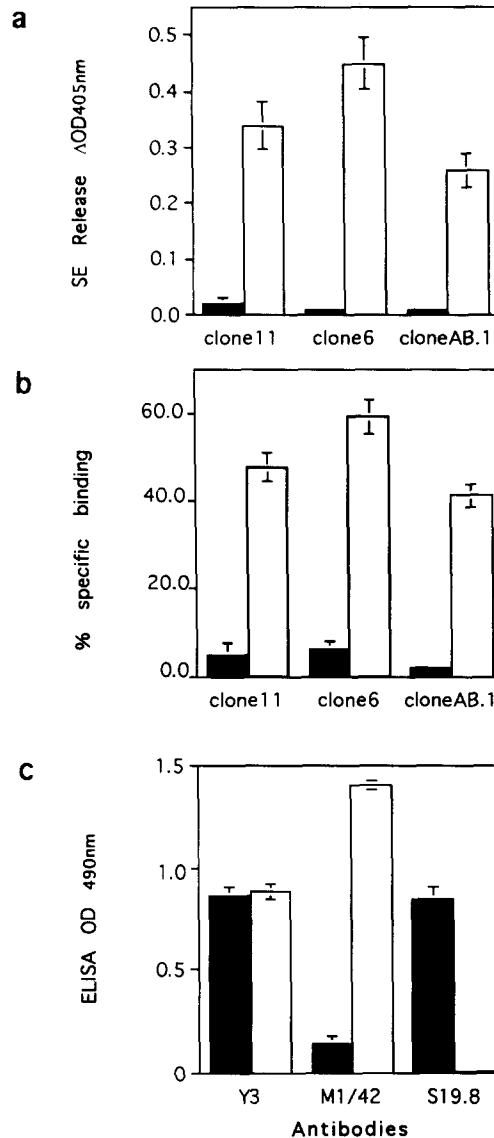 a
SE Release ΛOD405nm
0.5
0.4
0.3
0.2
0.1
0.0
clone11 clone6 cloneAB.1
b
% specific binding
60.0
40.0
20.0
0.0
clone11 clone6 cloneAB.1
c
ELISA OD 490nm
1.5
1.0
0.5
0
Y3 M1/42 S19.8
Antibodies